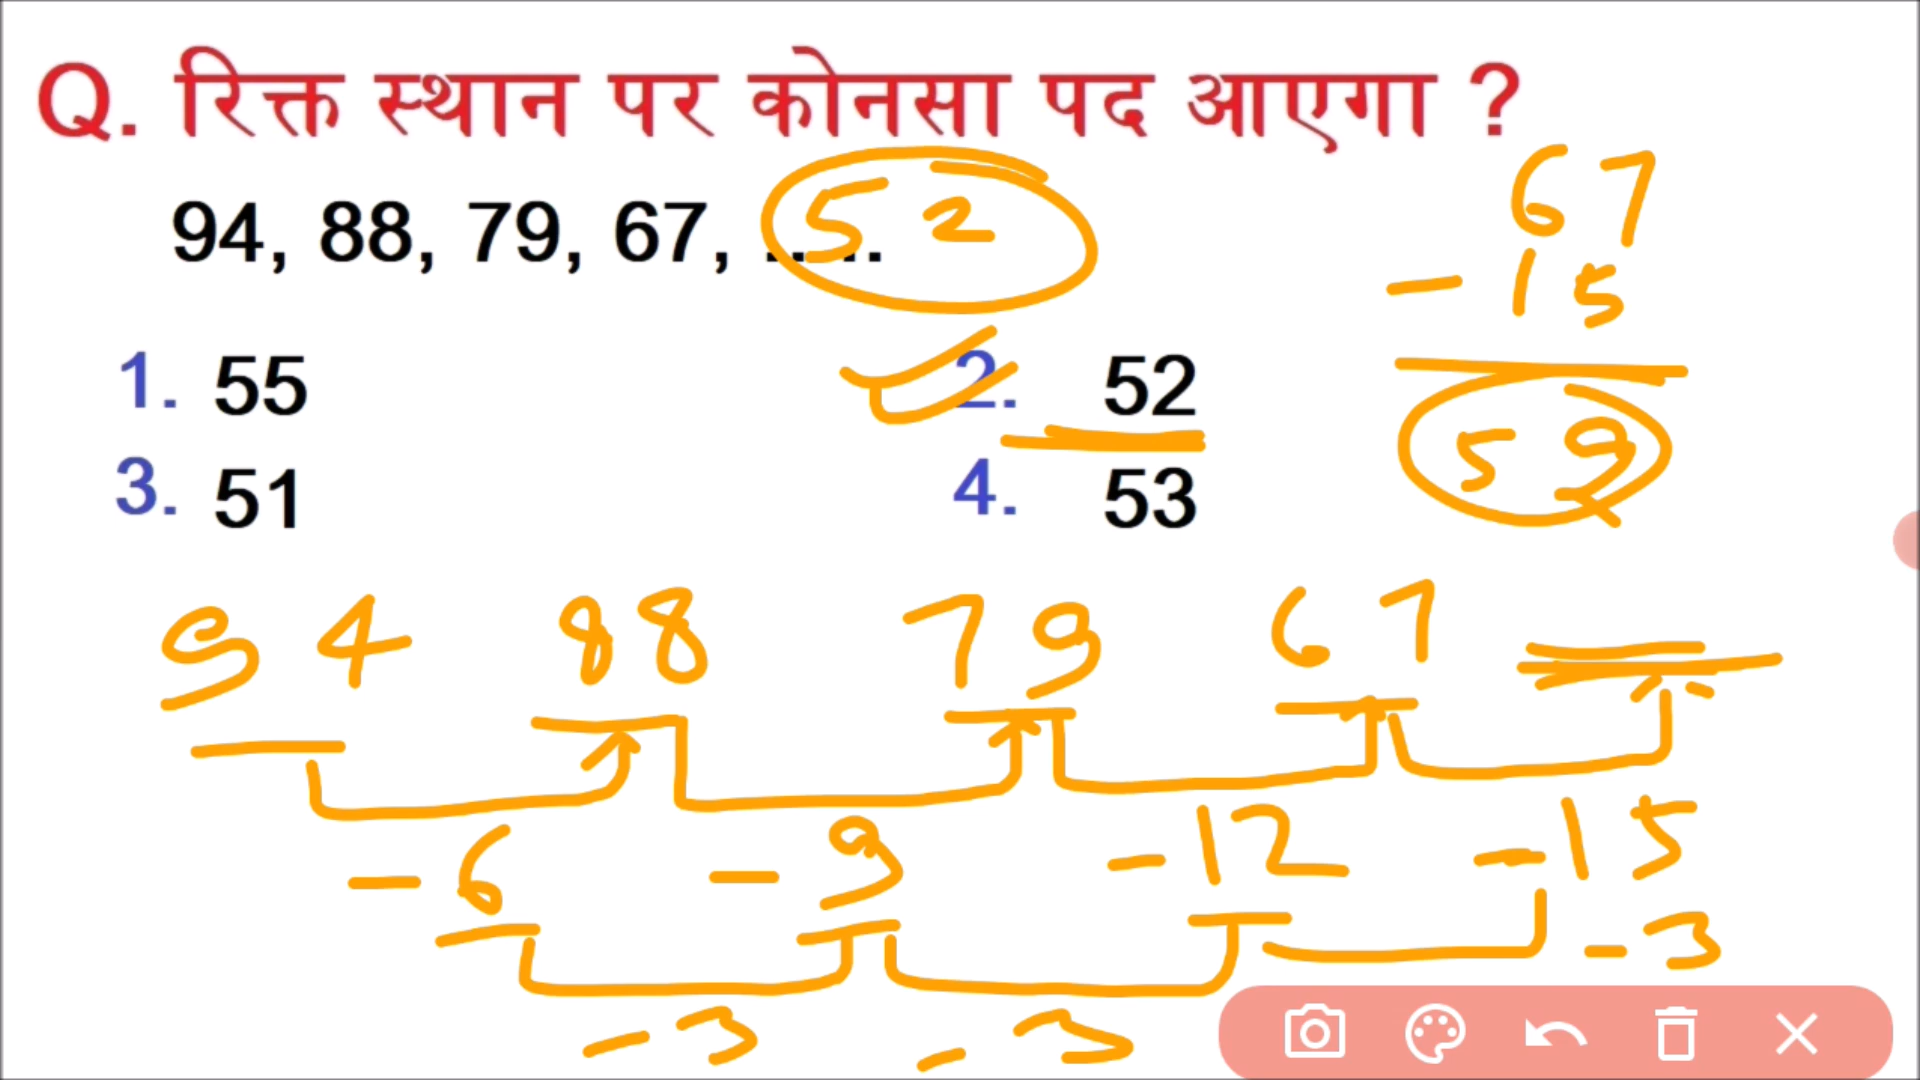 Q. रिक्त स्थान पर कोनसा पद आएगा ?
94, 88, 79, 67, ..... 52
67
- 15
1. 55
2. 52
59
3. 51
4. 53
94 88 79 67
- 6 - 9 - 12 - 15
- 3 - 3 - 3